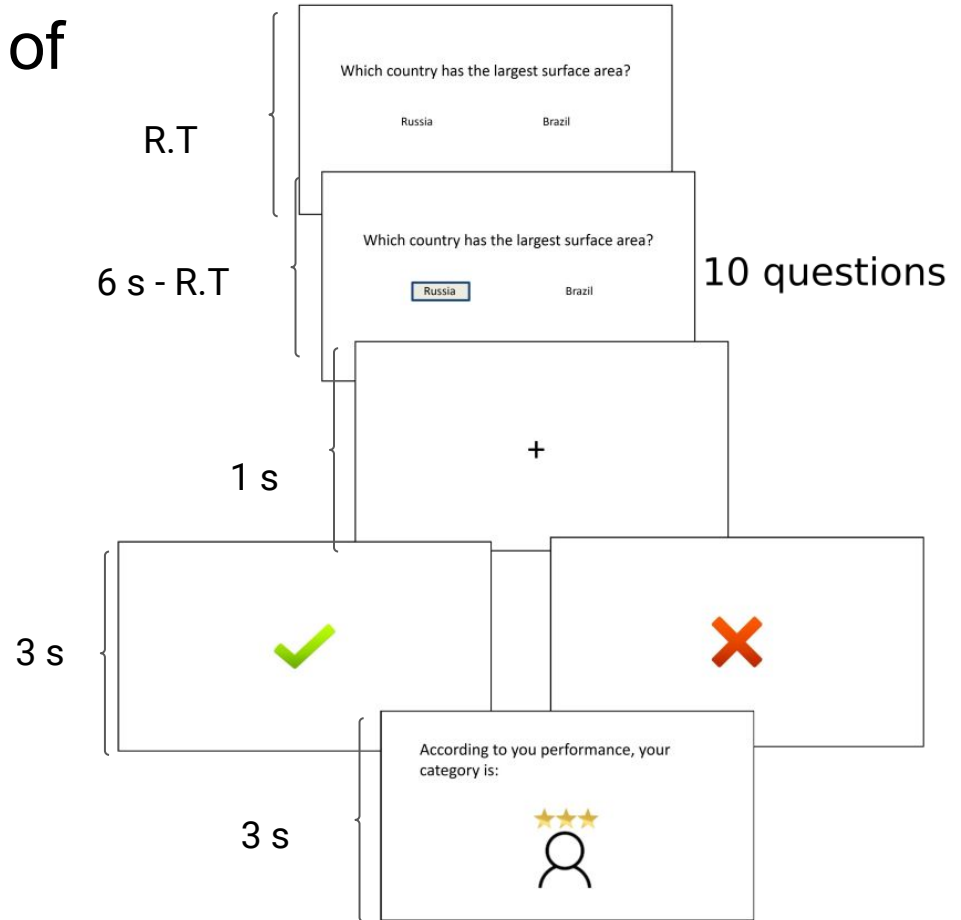 of
Which country has the largest surface area?
Russia Brazil
R.T
Which country has the largest surface area?
Russia Brazil
6 s - R.T
10 questions
+
1 s
3 s
According to you performance, your
category is:
3 s